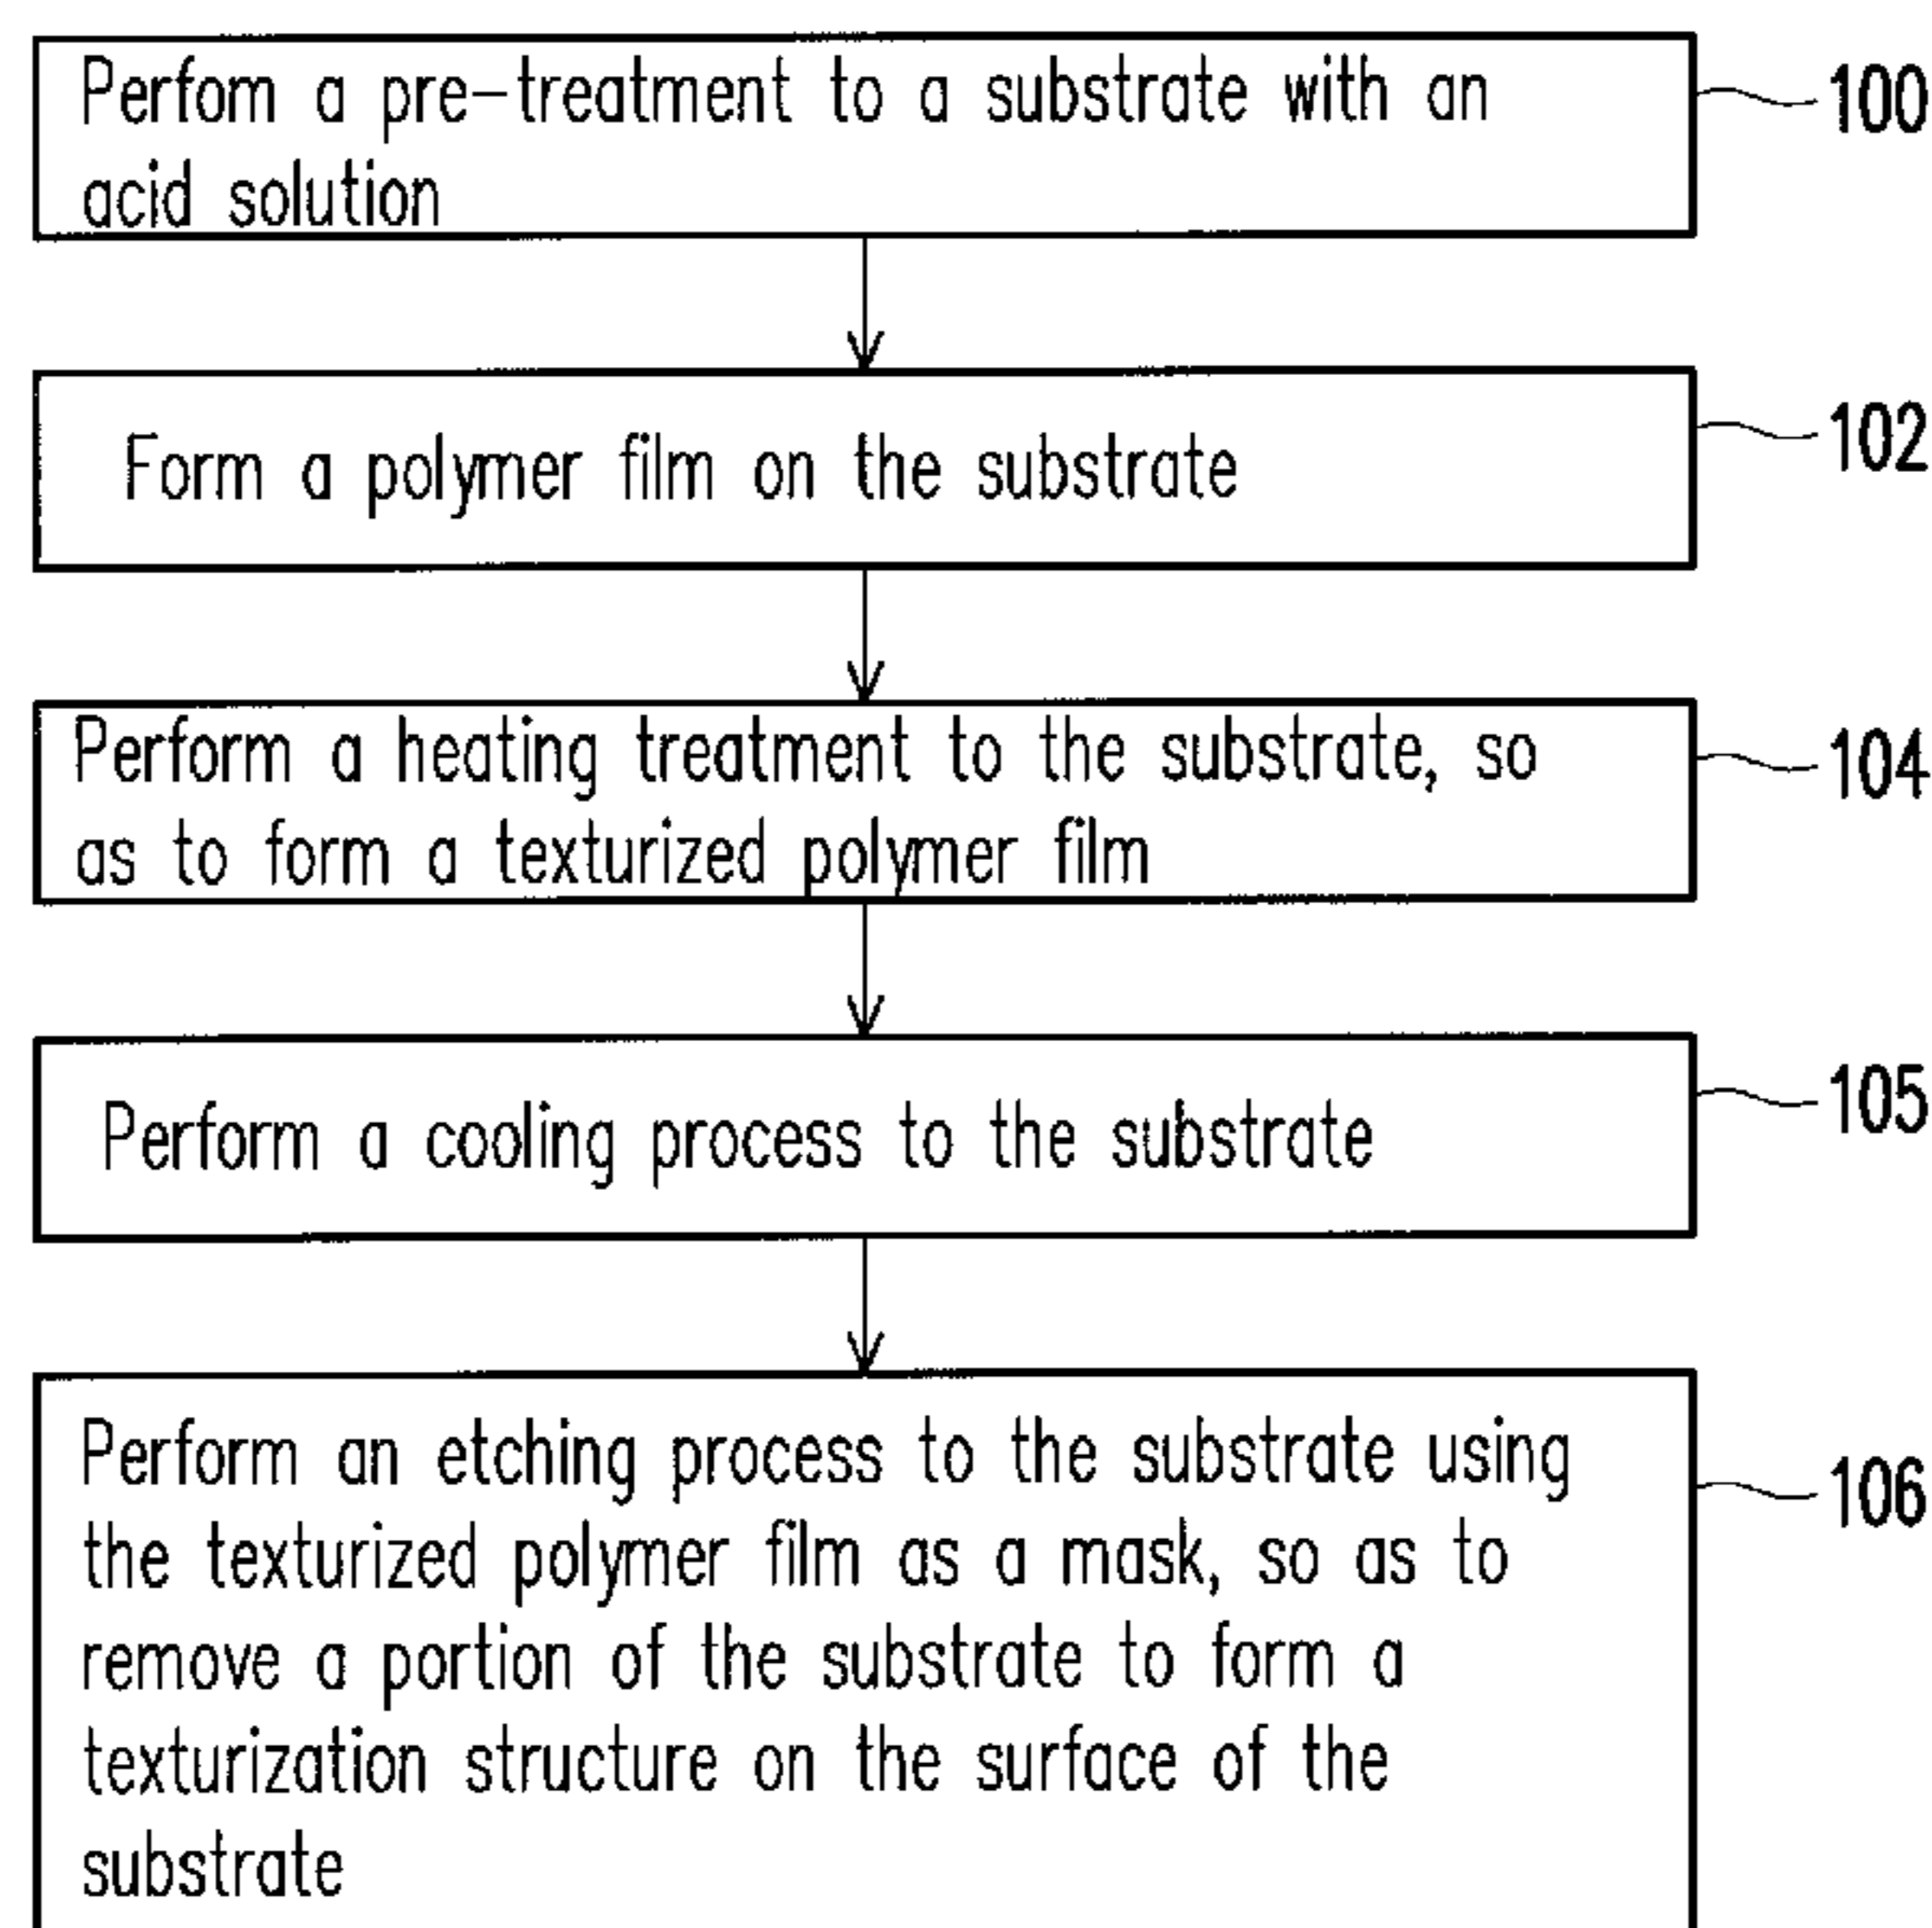 Perfom a pre-treatment to a substrate with an
acid solution
100
Form a polymer film on the substrate
102
Perform a heating treatment to the substrate, so
as to form a texturized polymer film
104
Perform a cooling process to the substrate
105
Perform an etching process to the substrate using
the texturized polymer film as a mask, so as to
remove a portion of the substrate to form a
texturization structure on the surface of the
substrate
106